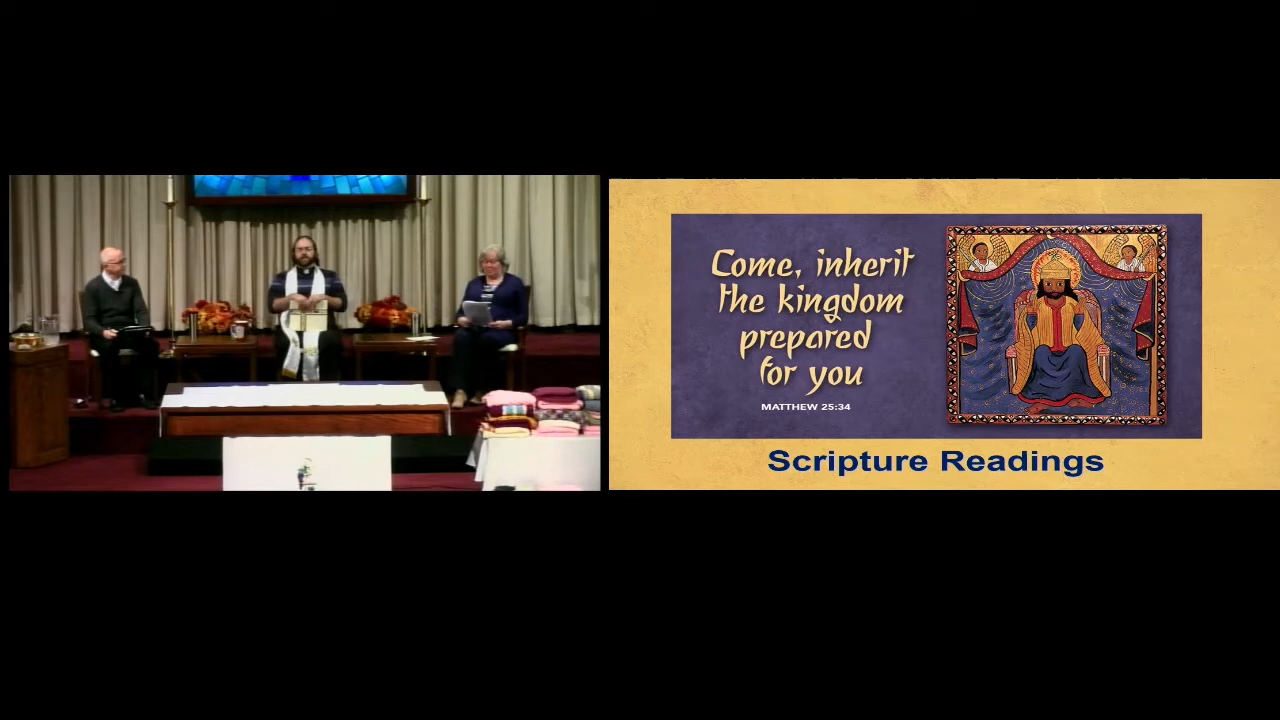 Come, inherit
the kingdom
prepared
for you
MATTHEW 25:34
Scripture Readings